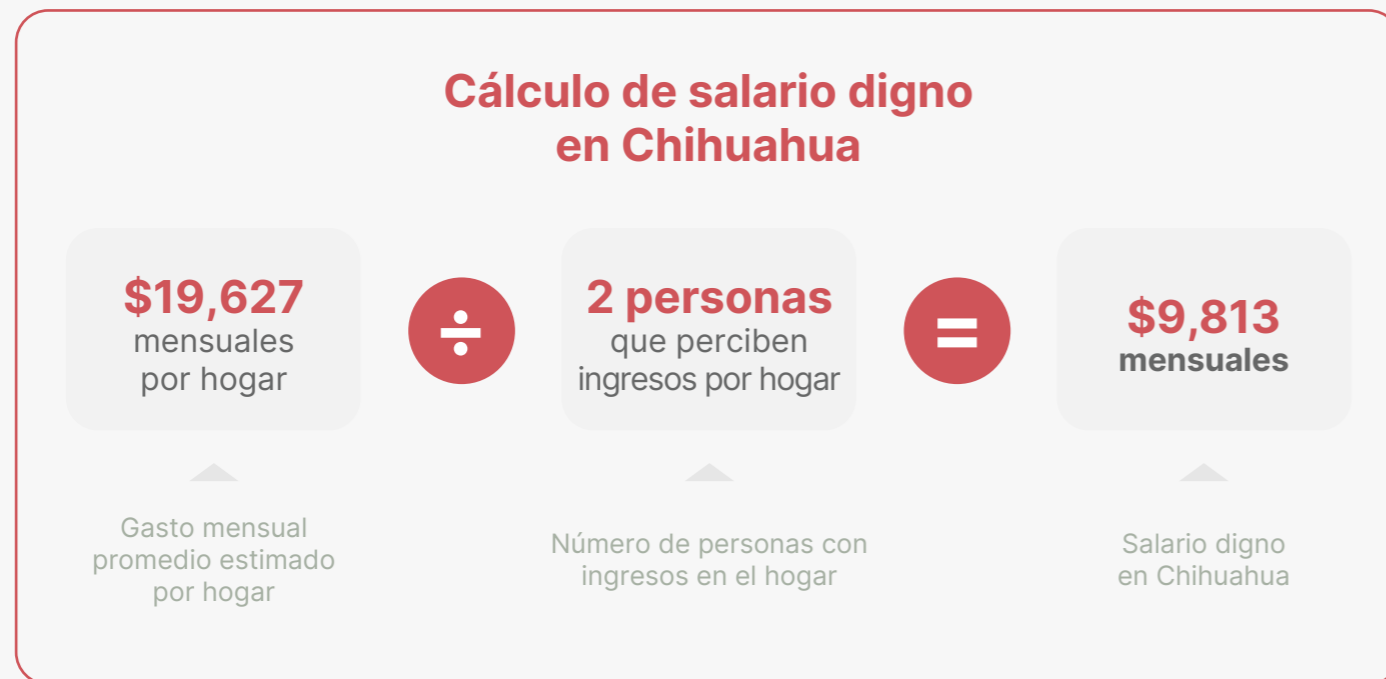 Cálculo de salario digno
en Chihuahua
$19,627
mensuales
por hogar
÷
2 personas
que perciben
ingresos por hogar
=
$9,813
mensuales
Gasto mensual
promedio estimado
por hogar
Número de personas con
ingresos en el hogar
Salario digno
en Chihuahua